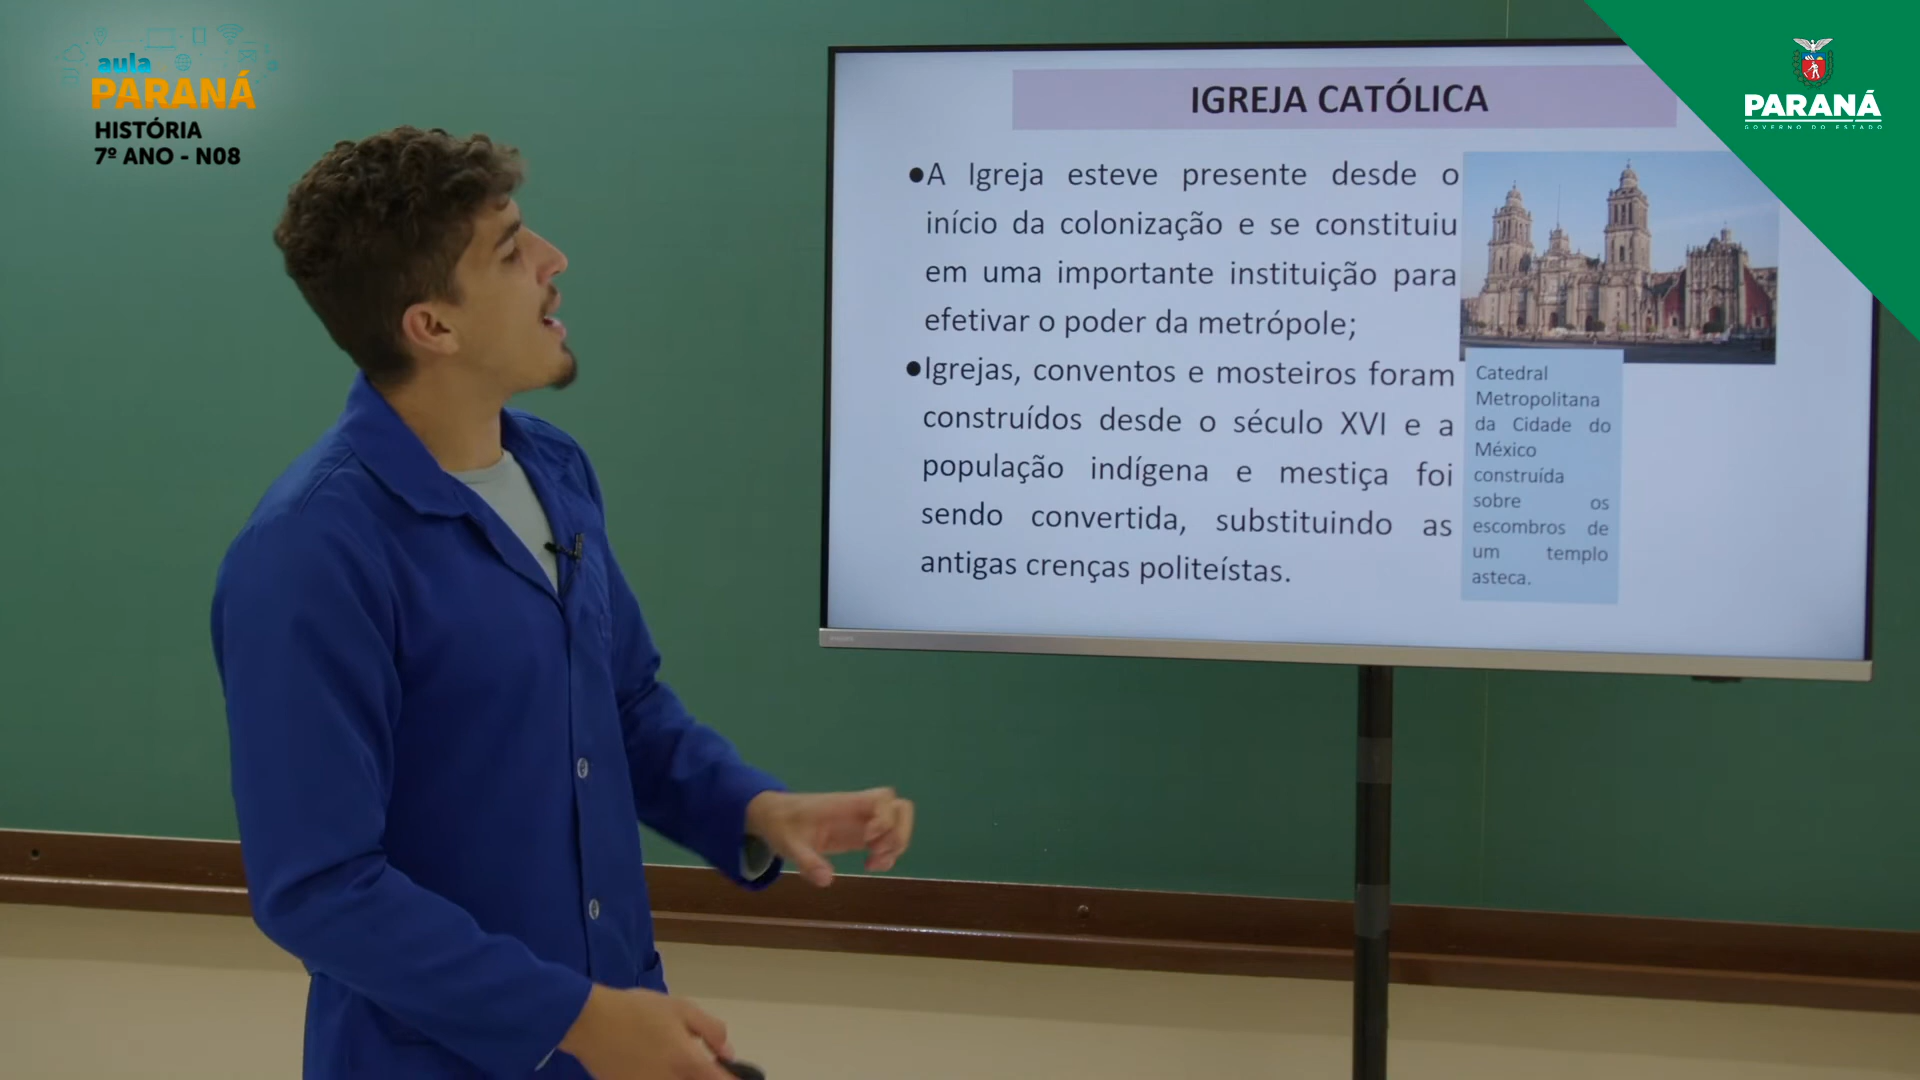 aula
PARANÁ
HISTÓRIA
7º ANO - N08
IGREJA CATÓLICA
●A Igreja esteve presente desde o
início da colonização e se constituiu
em uma importante instituição para
efetivar o poder da metrópole;
●Igrejas, conventos e mosteiros foram
construídos desde o século XVI e a
população indígena e mestiça foi
sendo convertida, substituindo as
antigas crenças politeístas.
Catedral
Metropolitana
da Cidade do
México
construída
sobre os
escombros de
um templo
asteca.
PARANÁ
GOVERNO DO ESTADO